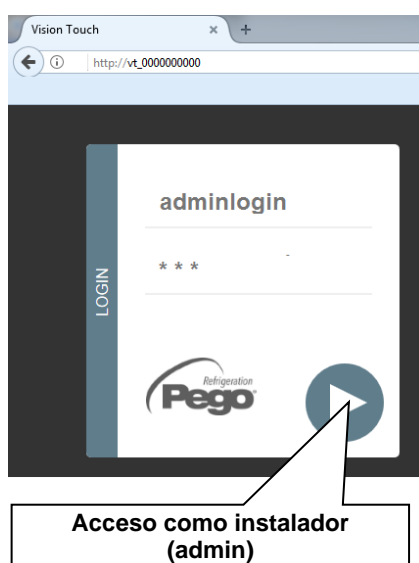 Vision Touch
http://vt_0000000000
adminlogin
* * *
LOGIN
Refrigeration
Pego
Acceso como instalador
(admin)